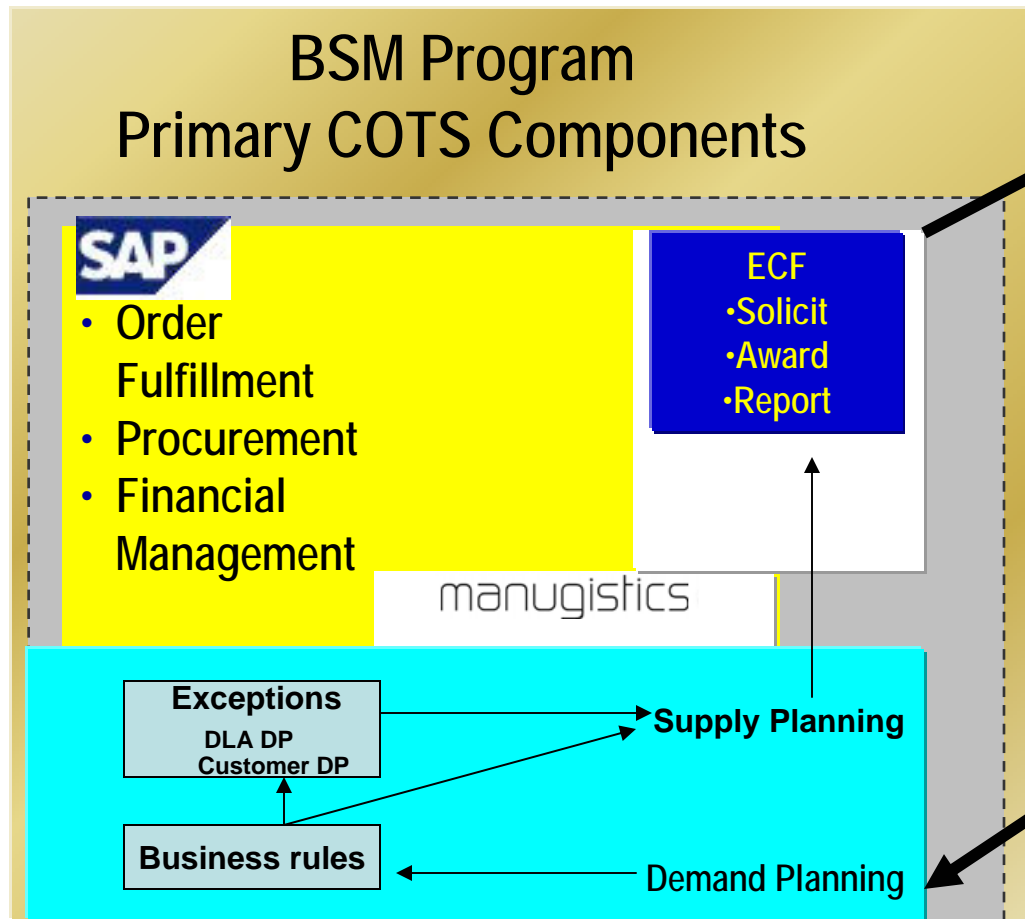 BSM Program
Primary COTS Components
SAP
• Order
Fulfillment
• Procurement
• Financial
Management
ECF
•Solicit
•Award
•Report
manugistics
Exceptions
DLA DP
Customer DP
Supply Planning
Business rules
Demand Planning